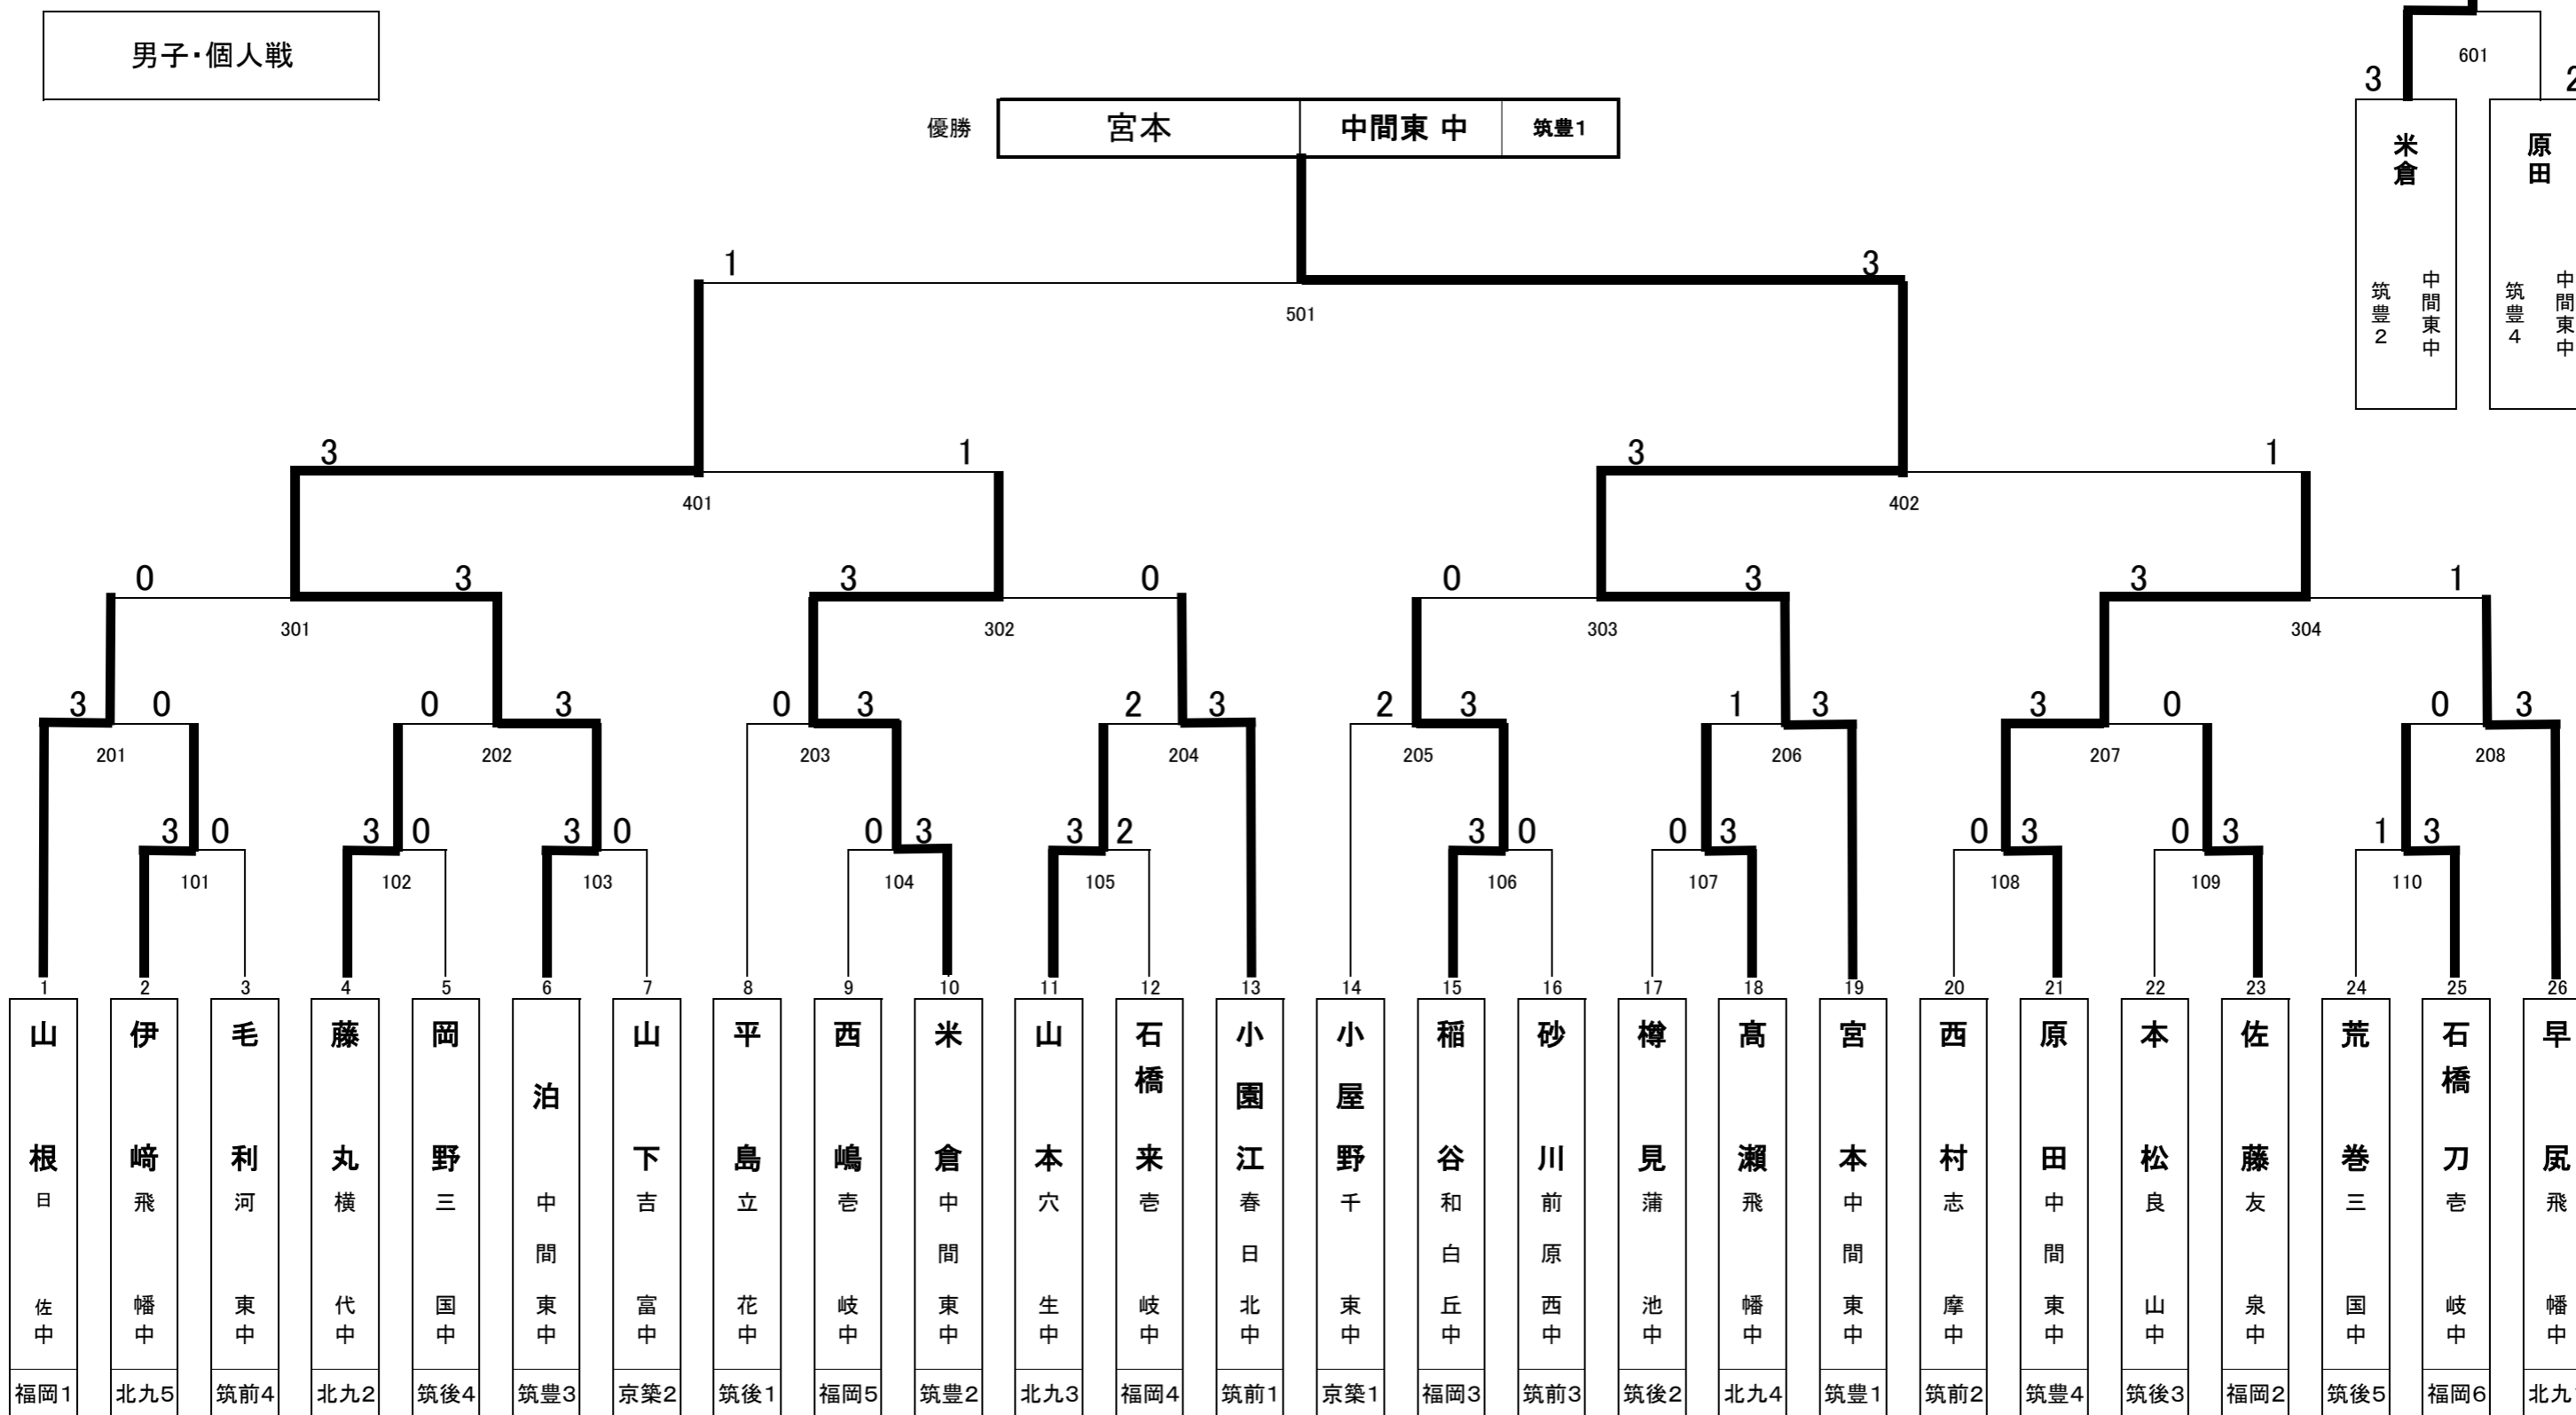 男子・個人戦
601
3
2
優勝
宮本
中間東 中
筑豊1
米倉
筑豊2
中間東中
原田
筑豊4
中間東中
1
3
501
3
1
3
1
401
402
0
3
3
0
0
3
3
1
301
302
303
304
3
0
0
3
0
3
2
3
2
3
1
3
3
0
0
3
201
202
203
204
205
206
207
208
3
0
3
0
3
0
0
3
3
2
3
0
0
3
0
3
0
3
1
3
101
102
103
104
105
106
107
108
109
110
1
山根
日佐中
福岡1
2
伊﨑
飛幡中
北九5
3
毛利
河東中
筑前4
4
藤丸
横代中
北九2
5
岡野
三国中
筑後4
6
泊
中間東中
筑豊3
7
山下
吉富中
京築2
8
平島
立花中
筑後1
9
西嶋
壱岐中
福岡5
10
米倉
中間東中
筑豊2
11
山本
穴生中
北九3
12
石橋来
壱岐中
福岡4
13
小園江
春日北中
筑前1
14
小屋野
千束中
京築1
15
稲谷
和白丘中
福岡3
16
砂川
前原西中
筑前3
17
樽見
蒲池中
筑後2
18
髙瀨
飛幡中
北九4
19
宮本
中間東中
筑豊1
20
西村
志摩中
筑前2
21
原田
中間東中
筑豊4
22
本松
良山中
筑後3
23
佐藤
友泉中
福岡2
24
荒巻
三国中
筑後5
25
石橋刀
壱岐中
福岡6
26
早尻
飛幡中
北九